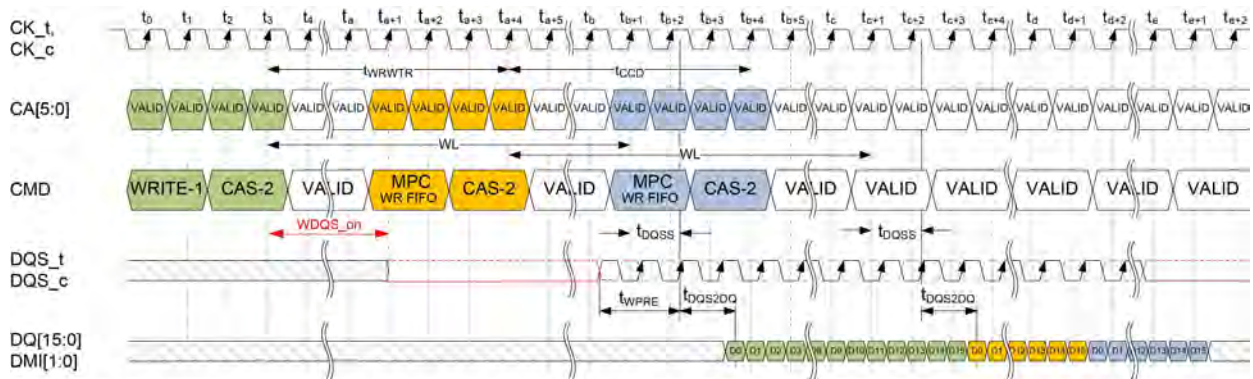 t0 t1 t2 t3 t4 ta ta+1 ta+2 ta+3 ta+4 ta+5 tb tb+1 tb+2 tb+3 tb+4 tb+5 tc tc+1 tc+2 tc+3 tc+4 td td+1 td+2 te te+1 te+2
CK_t,
CK_c
tWRWTR tCCD
CA[5:0] VALID VALID VALID VALID VALID VALID VALID VALID VALID VALID VALID VALID VALID VALID VALID VALID VALID VALID VALID VALID VALID VALID VALID VALID VALID VALID VALID VALID
WL WL
CMD WRITE-1 CAS-2 VALID MPC WR FIFO CAS-2 VALID MPC WR FIFO CAS-2 VALID VALID VALID VALID VALID VALID
WDQS_on tDQSS tDQSS
DQS_t
DQS_c
tWPRE tDQS2DQ tDQS2DQ
DQ[15:0]
DMI[1:0]
D0 D1 D2 D3 D9 D10 D11 D12 D13 D14 D15 D0 D1 D12 D13 D14 D15 D0 D1 D12 D13 D14 D15